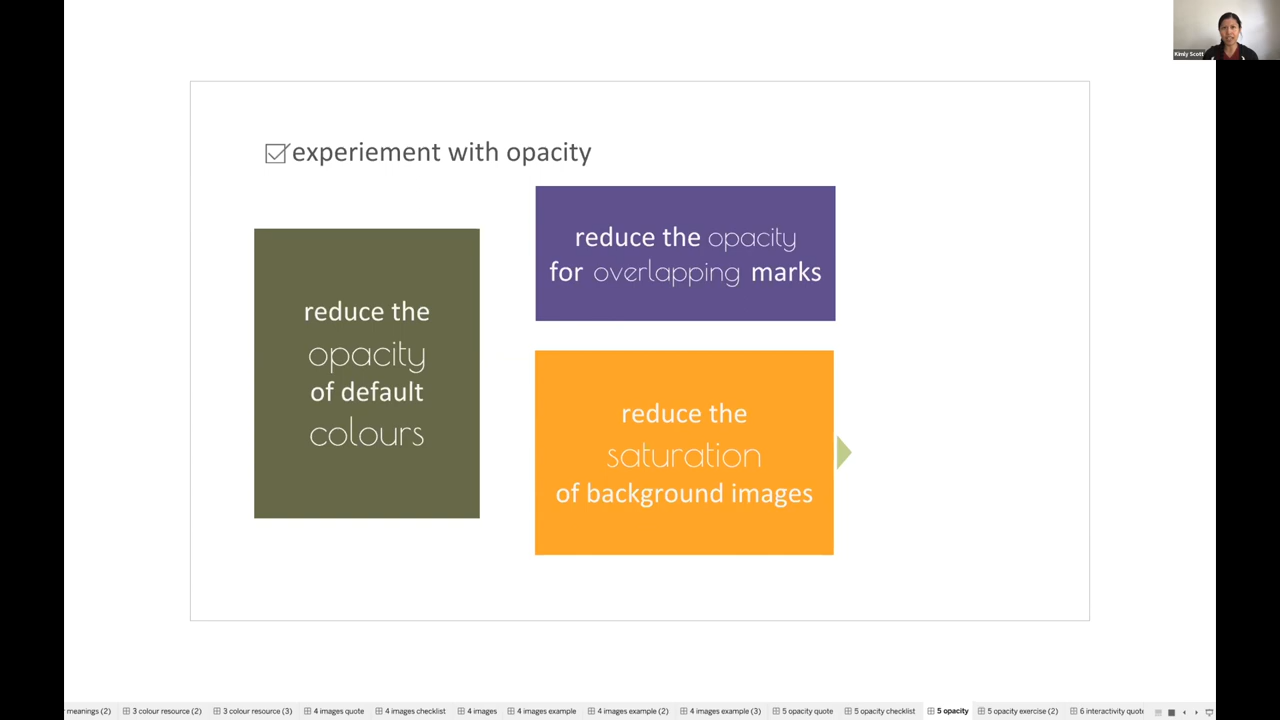 Kimly Scott
experiement with opacity
reduce the
opacity
of default
colours
reduce the opacity
for overlapping marks
reduce the
saturation
of background images
r meanings (2)
3 colour resource (2)
3 colour resource (3)
4 images quote
4 images checklist
4 images
4 images example
4 images example (2)
4 images example (3)
5 opacity quote
5 opacity checklist
5 opacity
5 opacity exercise (2)
6 interactivity quote